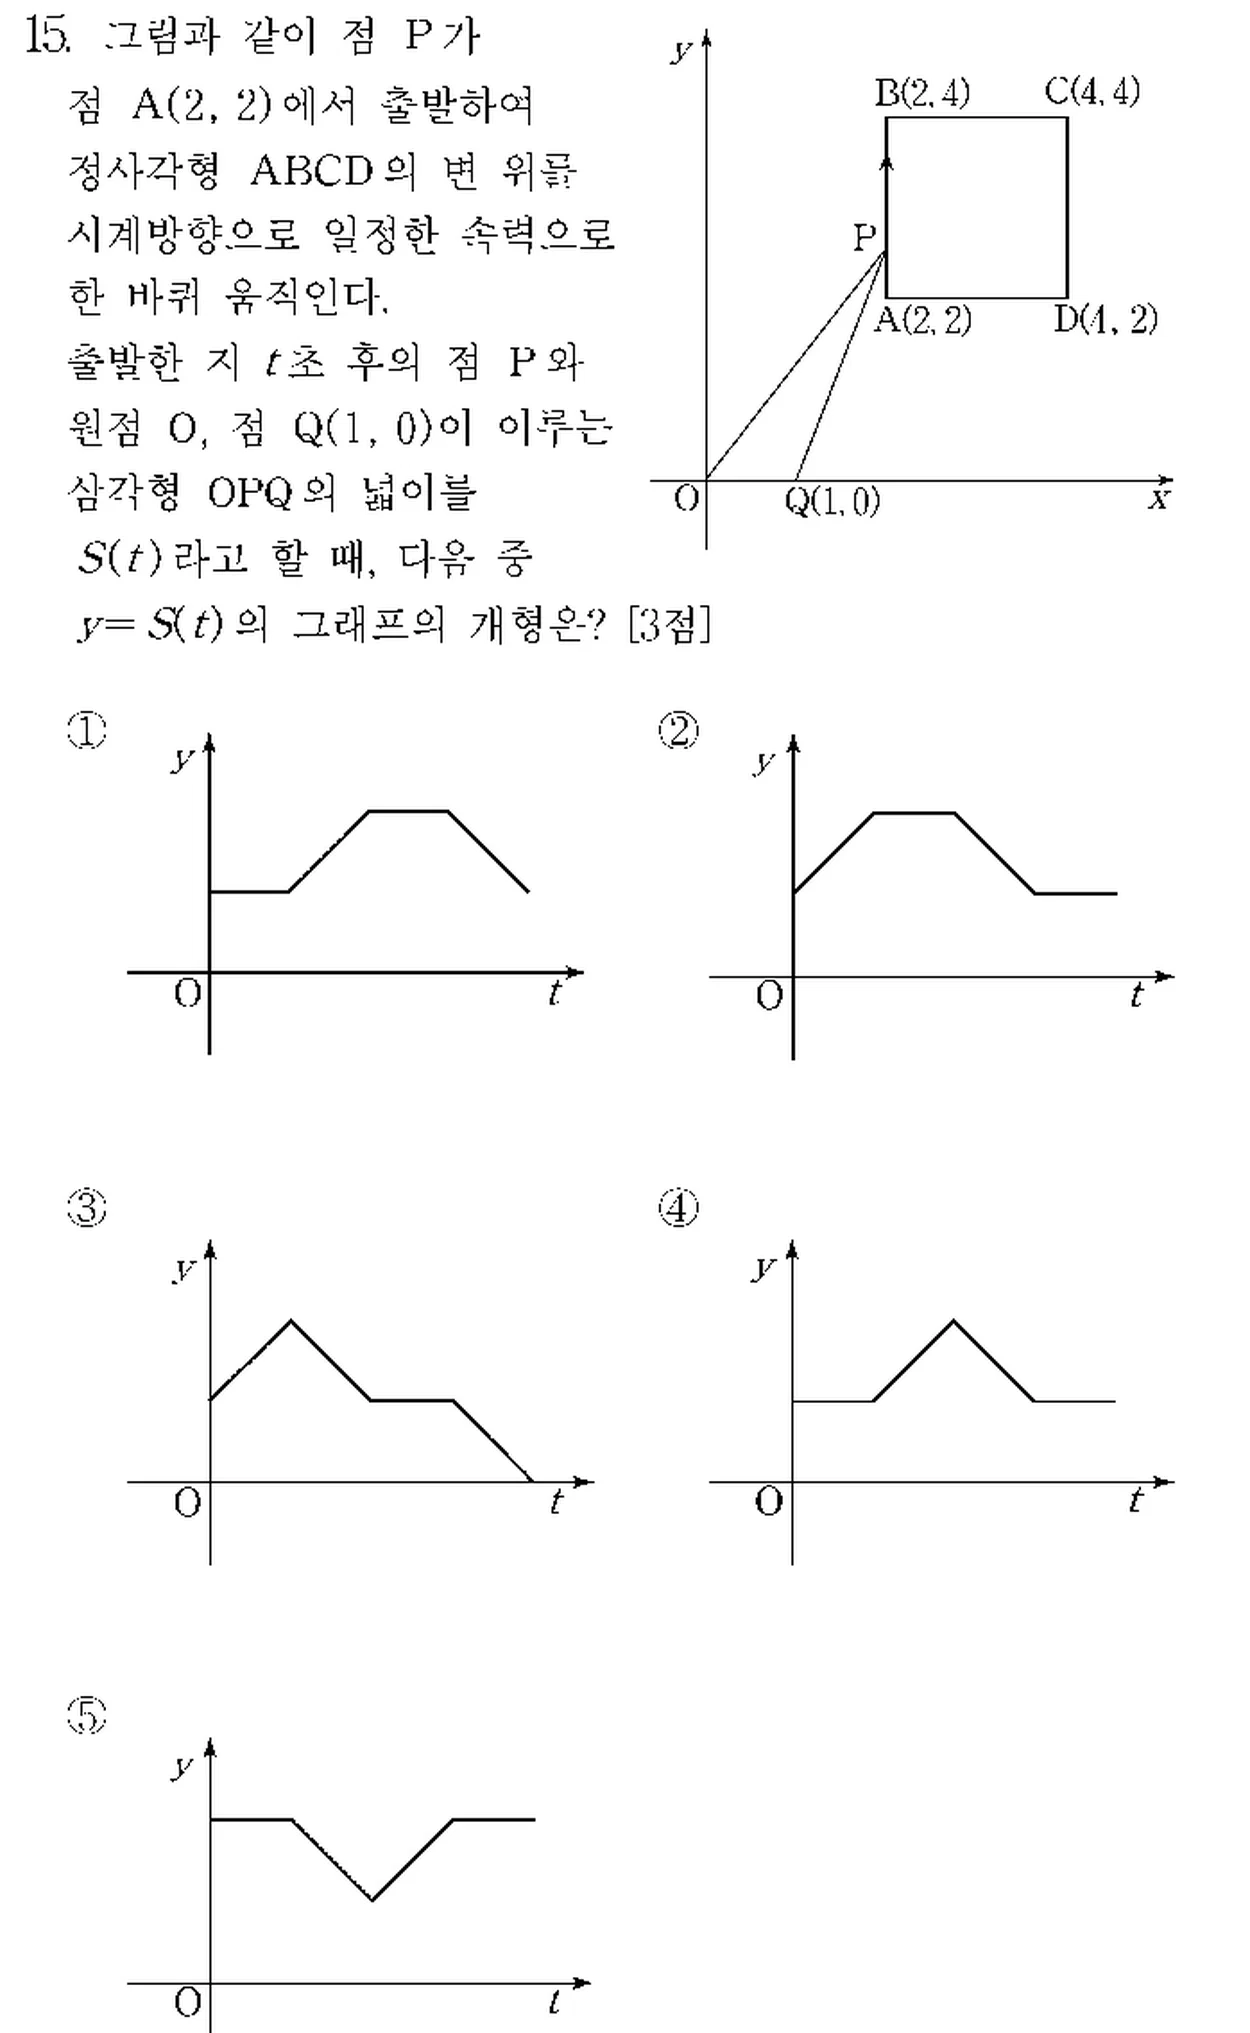 15. 그림과 같이 점 P가
점 A(2, 2)에서 출발하여
정사각형 ABCD의 변 위를
시계방향으로 일정한 속력으로
한 바퀴 움직인다.
출발한 지 t초 후의 점 P와
원점 O, 점 Q(1, 0)이 이루는
삼각형 OPQ의 넓이를
S(t)라고 할 때, 다음 중
y=S(t)의 그래프의 개형은? [3점]
y
B(2,4) C(4,4)
P
A(2,2) D(4, 2)
O Q(1,0) x
① ②
y y
O t O t
③ ④
y y
O t O t
⑤
y
O t